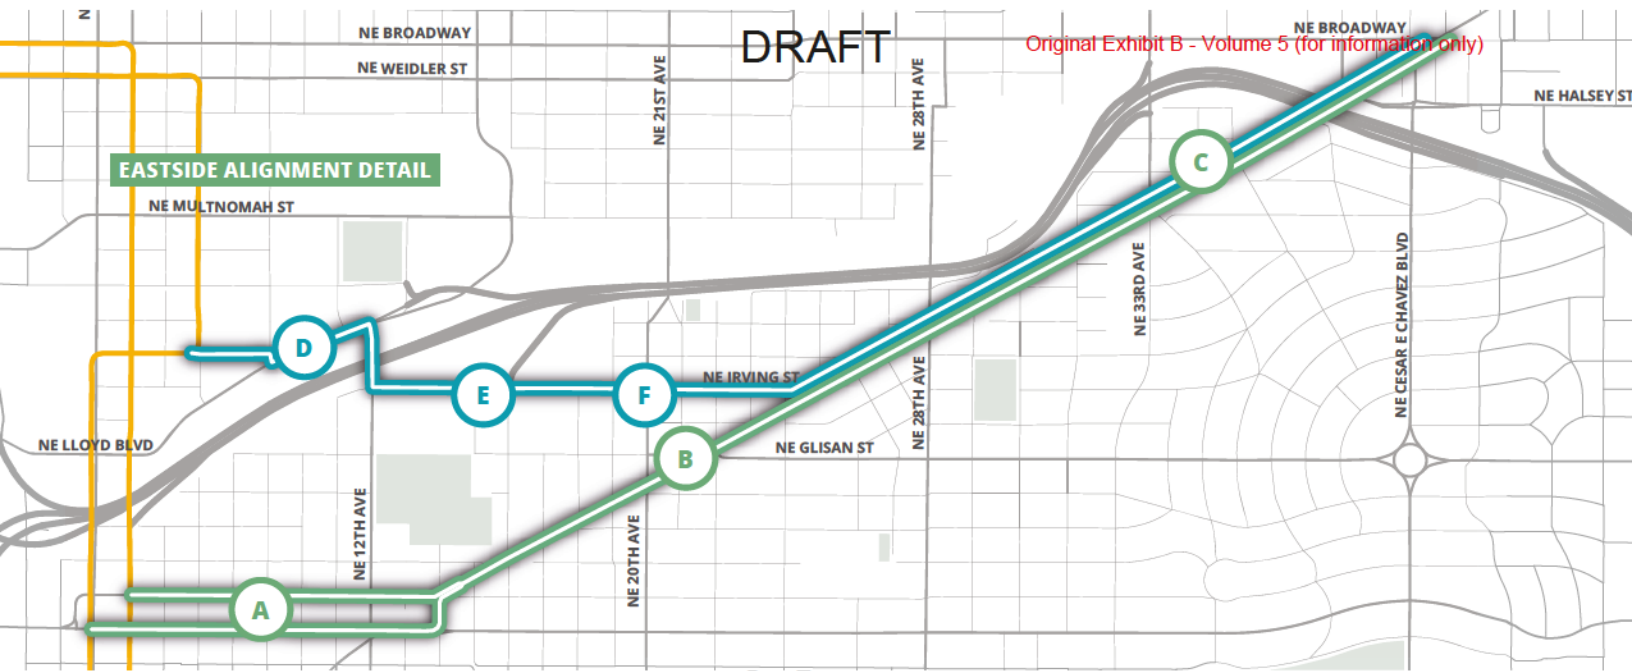 N
NE BROADWAY
DRAFT
NE BROADWAY
Original Exhibit B - Volume 5 (for information only)
NE WEIDLER ST
NE 21ST AVE
NE 28TH AVE
NE HALSEY ST
EASTSIDE ALIGNMENT DETAIL
C
NE MULTNOMAH ST
NE 33RD AVE
NE CESAR E CHAVEZ BLVD
D
E
F
NE IRVING ST
NE 28TH AVE
NE LLOYD BLVD
B
NE GLISAN ST
NE 12TH AVE
NE 20TH AVE
A